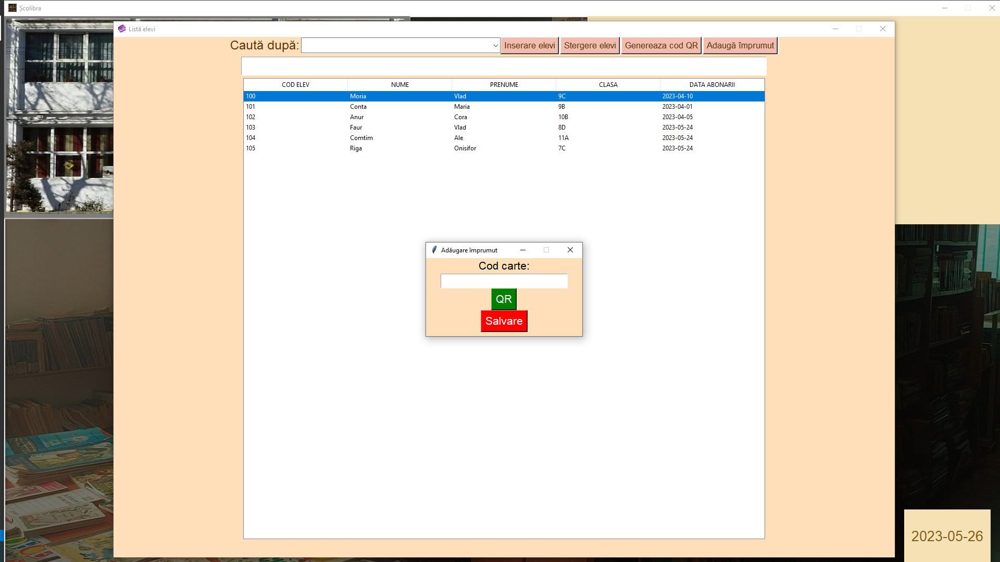 Școlibra
Listă elevi
Caută după:
Inserare elevi
Stergere elevi
Genereaza cod QR
Adaugă împrumut
COD ELEV NUME PRENUME CLASA DATA ABONARII
100 Moria Vlad 9C 2023-04-10
101 Conta Maria 9B 2023-04-01
102 Anur Cora 10B 2023-04-05
103 Faur Vlad 8D 2023-05-24
104 Comtim Ale 11A 2023-05-24
105 Riga Onisifor 7C 2023-05-24
Adăugare împrumut
Cod carte:
QR
Salvare
2023-05-26